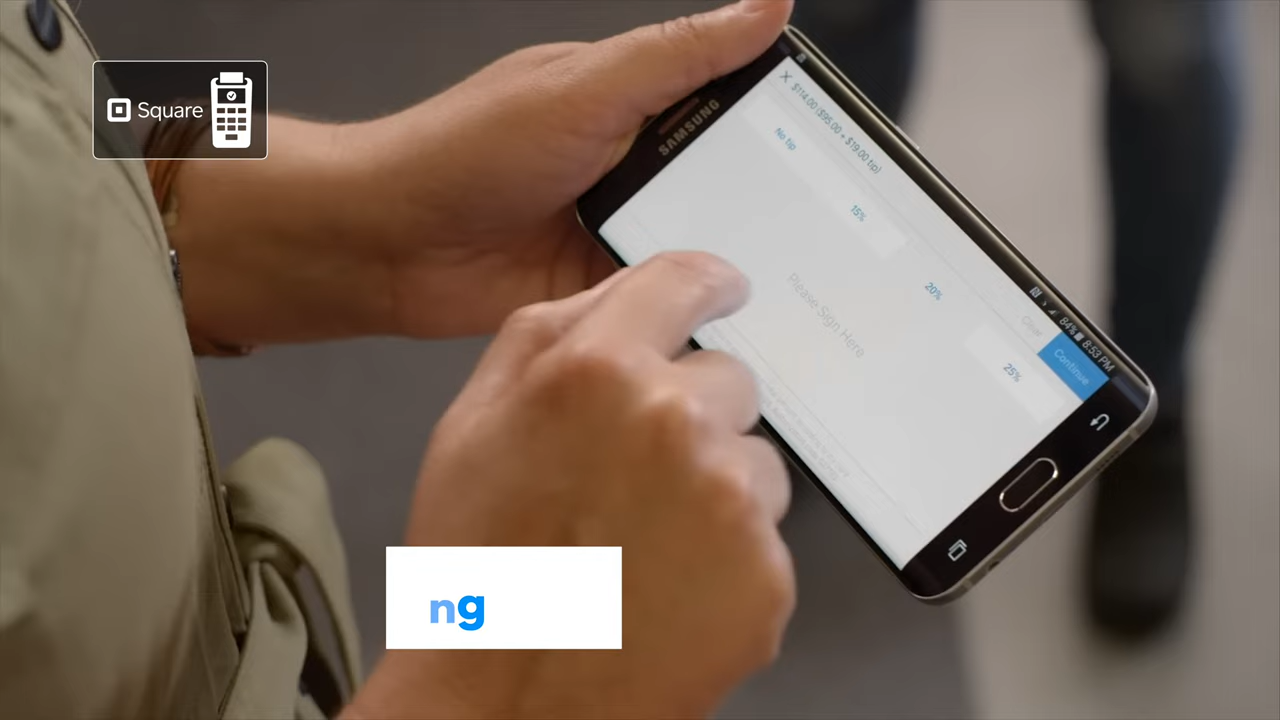 Square
SAMSUNG
$114.00 ($95.00 + $19.00 tip)
No tip
15%
20%
25%
Please Sign Here
Continue
84% 8:53 PM
ng